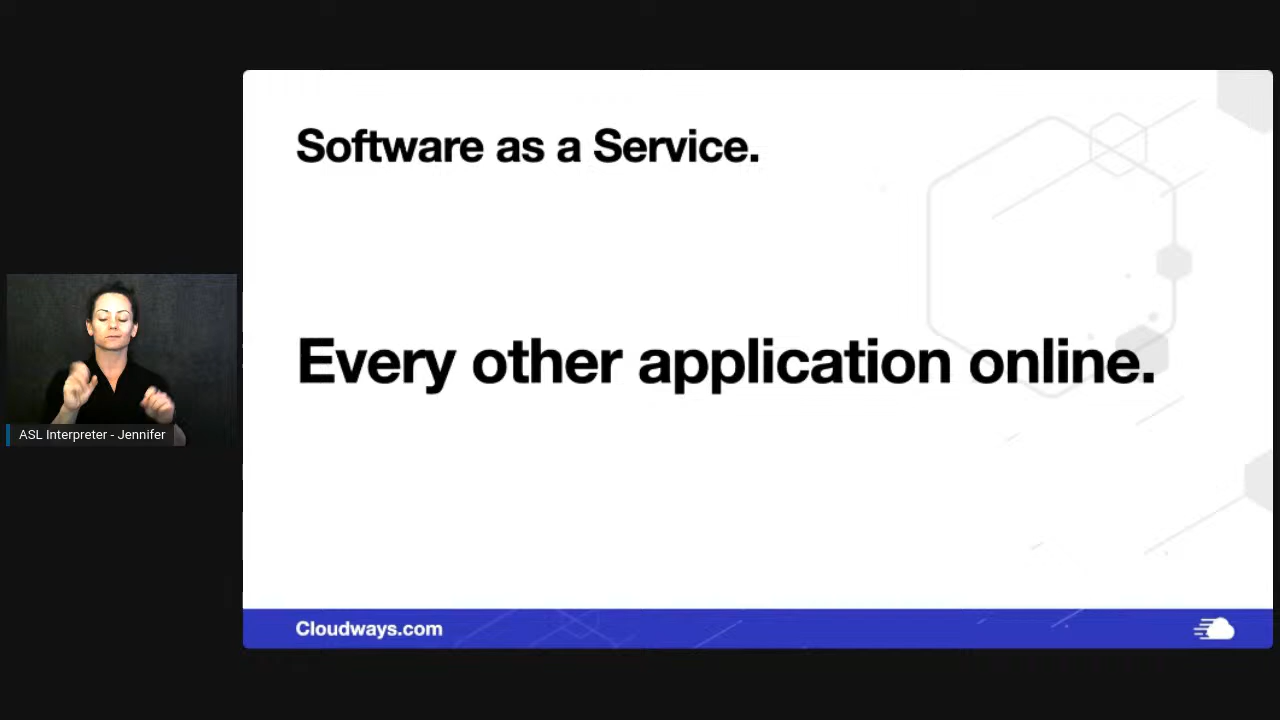 Software as a Service.
Every other application online.
ASL Interpreter - Jennifer
Cloudways.com